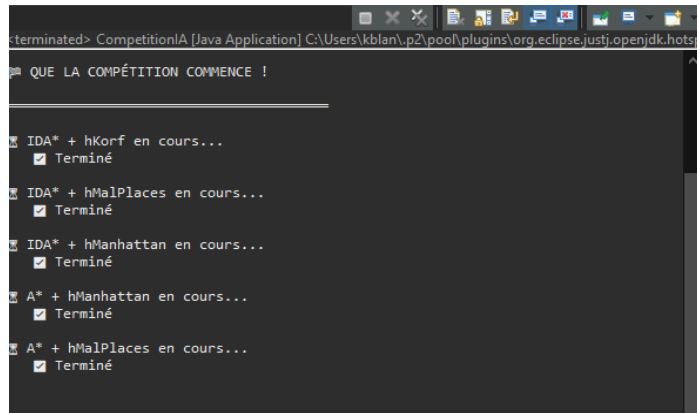 <terminated> CompetitionIA [Java Application] C:\Users\kblan\.p2\pool\plugins\org.eclipse.justj.openjdk.hotsp
QUE LA COMPÉTITION COMMENCE !
IDA* + hKorf en cours...
Terminé
IDA* + hMalPlaces en cours...
Terminé
IDA* + hManhattan en cours...
Terminé
A* + hManhattan en cours...
Terminé
A* + hMalPlaces en cours...
Terminé